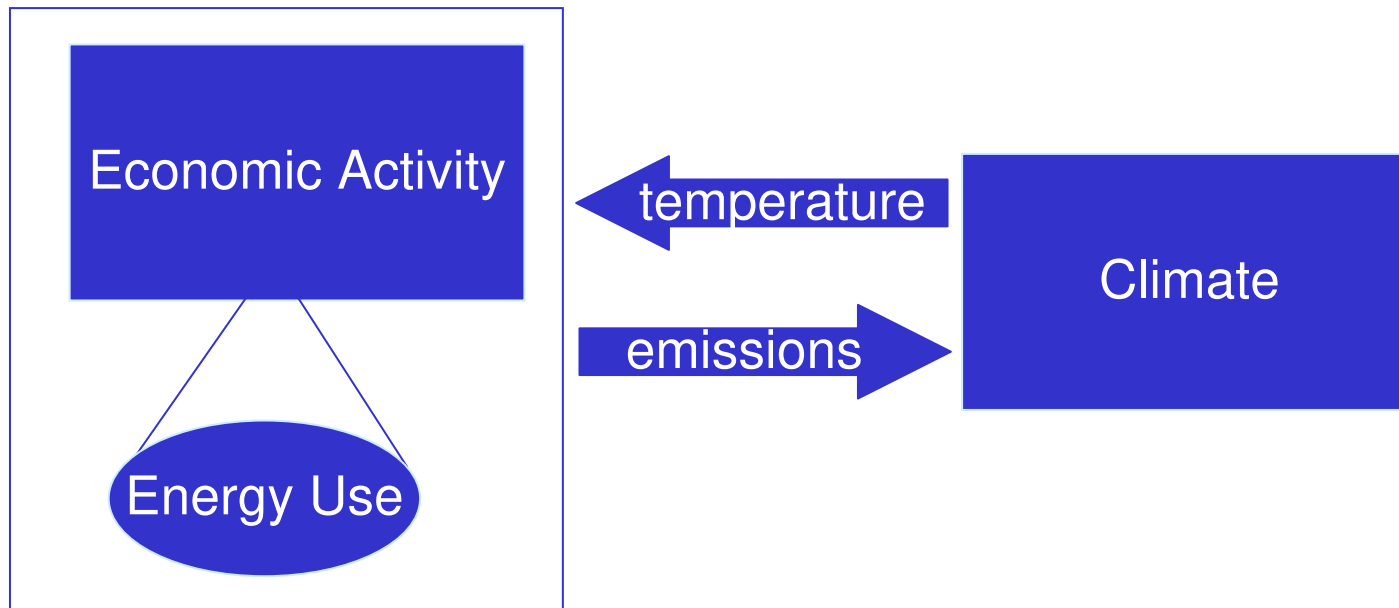 Economic Activity
temperature
Climate
emissions
Energy Use